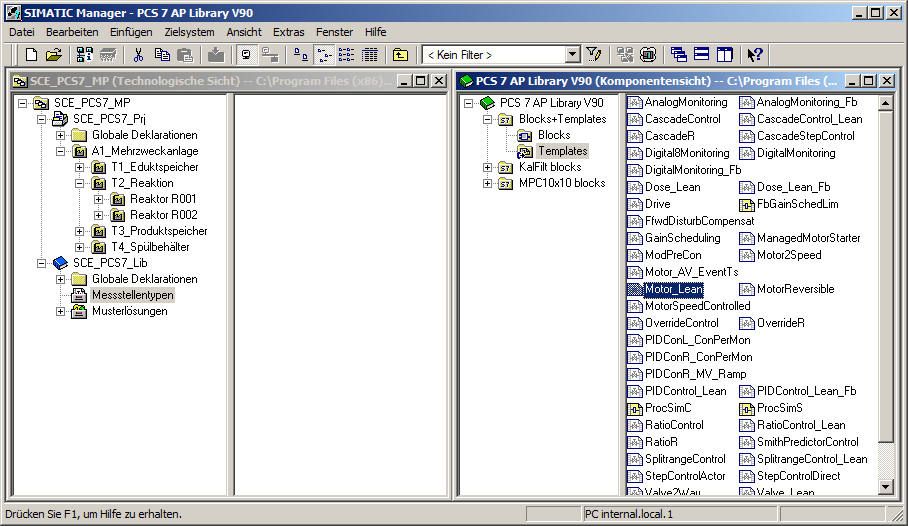 SIMATIC Manager - PCS 7 AP Library V90
Datei Bearbeiten Einfügen Zielsystem Ansicht Extras Fenster Hilfe
< Kein Filter >
SCE_PCS7_MP (Technologische Sicht) -- C:\Program Files (x86)...
SCE_PCS7_MP
SCE_PCS7_Prj
Globale Deklarationen
A1_Mehrzweckanlage
T1_Eduktspeicher
T2_Reaktion
Reaktor R001
Reaktor R002
T3_Produktspeicher
T4_Spülbehälter
SCE_PCS7_Lib
Globale Deklarationen
Messstellentypen
Musterlösungen
PCS 7 AP Library V90 (Komponentensicht) -- C:\Program Files (...
PCS 7 AP Library V90
Blocks+Templates
Blocks
Templates
KalFilt blocks
MPC10x10 blocks
AnalogMonitoring AnalogMonitoring_Fb
CascadeControl CascadeControl_Lean
CascadeR CascadeStepControl
Digital8Monitoring DigitalMonitoring
DigitalMonitoring_Fb
Dose_Lean Dose_Lean_Fb
Drive FbGainSchedLim
FfwdDisturbCompensat
GainScheduling ManagedMotorStarter
ModPreCon Motor2Speed
Motor_AV_EventTs
Motor_Lean MotorReversible
MotorSpeedControlled
OverrideControl OverrideR
PIDConL_ConPerMon
PIDConR_ConPerMon
PIDConR_MV_Ramp
PIDControl_Lean PIDControl_Lean_Fb
ProcSimC ProcSimS
RatioControl RatioControl_Lean
RatioR SmithPredictorControl
SplitrangeControl SplitrangeControl_Lean
StepControlActor StepControlDirect
Valve2Way Valve_Lean
Drücken Sie F1, um Hilfe zu erhalten.
PC internal.local.1